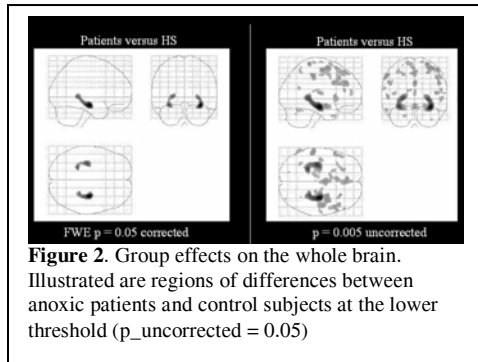 Patients versus HS
Patients versus HS
FWE p = 0.05 corrected
p = 0.005 uncorrected
Figure 2. Group effects on the whole brain.
Illustrated are regions of differences between
anoxic patients and control subjects at the lower
threshold (p_uncorrected = 0.05)